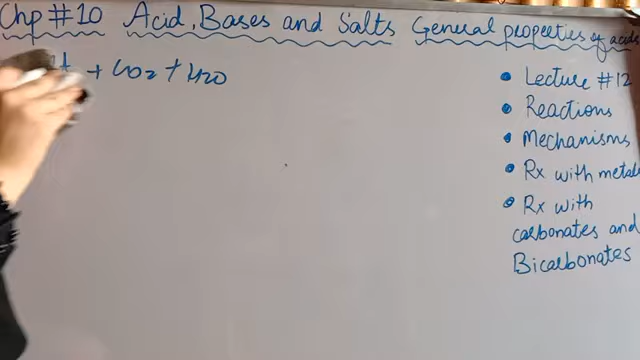 Chp #10 Acid, Bases and Salts General properties of acids
+ CO2 + H2O
• Lecture #12
• Reactions
• Mechanisms
• Rx with metals
• Rx with
carbonates and
Bicarbonates